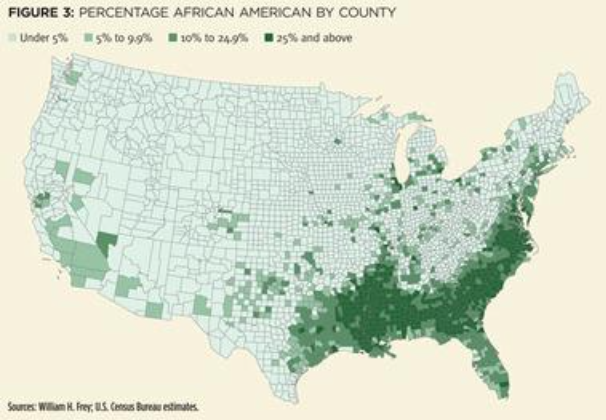 FIGURE 3: PERCENTAGE AFRICAN AMERICAN BY COUNTY
Under 5% 5% to 9.9% 10% to 24.9% 25% and above
Sources: William H. Frey; U.S. Census Bureau estimates.